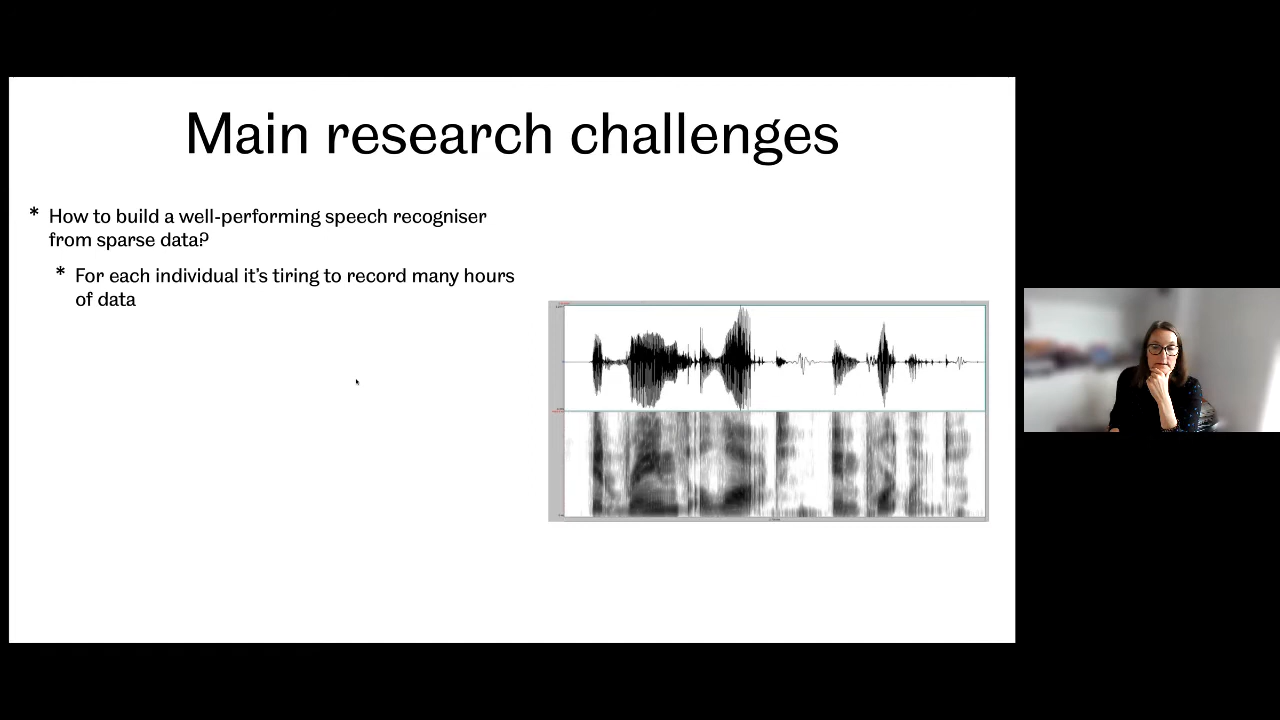 Main research challenges
* How to build a well-performing speech recogniser
from sparse data?
* For each individual it's tiring to record many hours
of data